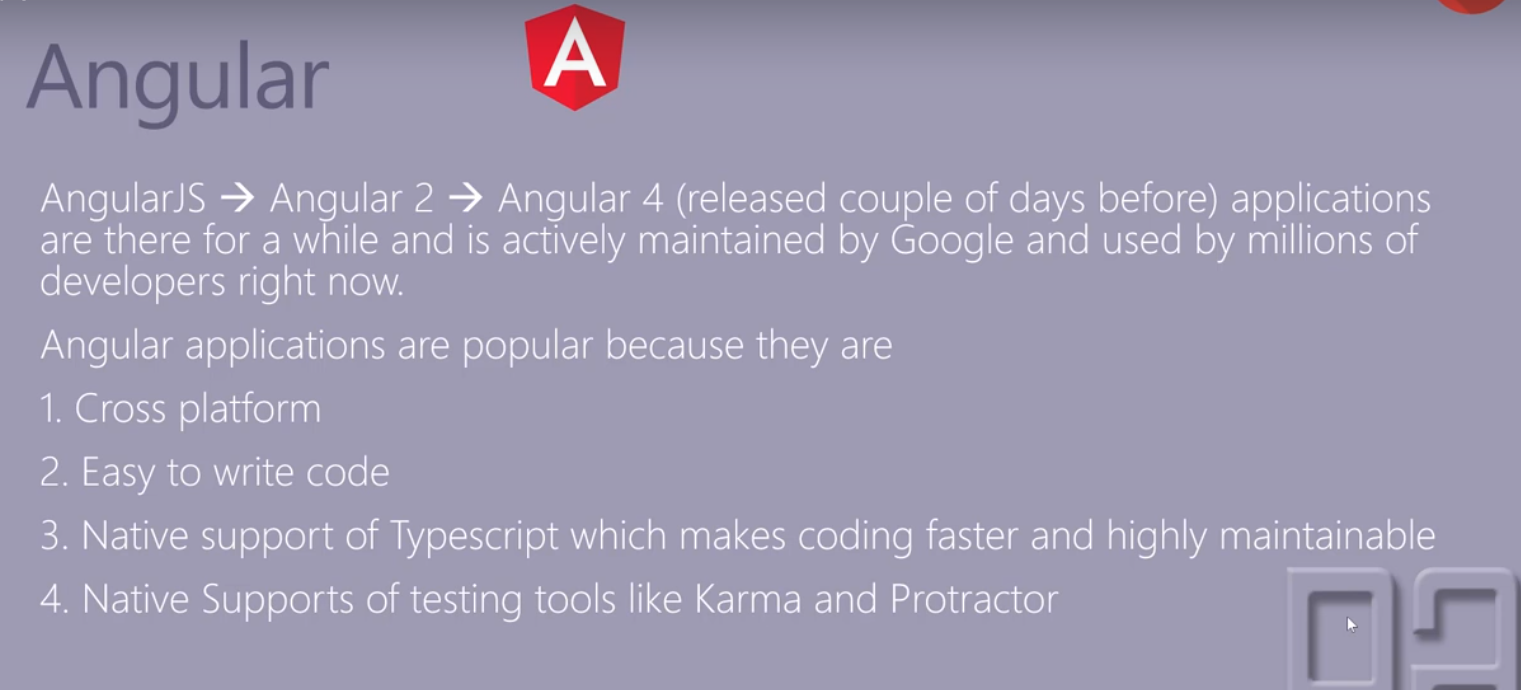 Angular
A
AngularJS → Angular 2 → Angular 4 (released couple of days before) applications
are there for a while and is actively maintained by Google and used by millions of
developers right now.
Angular applications are popular because they are
1. Cross platform
2. Easy to write code
3. Native support of Typescript which makes coding faster and highly maintainable
4. Native Supports of testing tools like Karma and Protractor